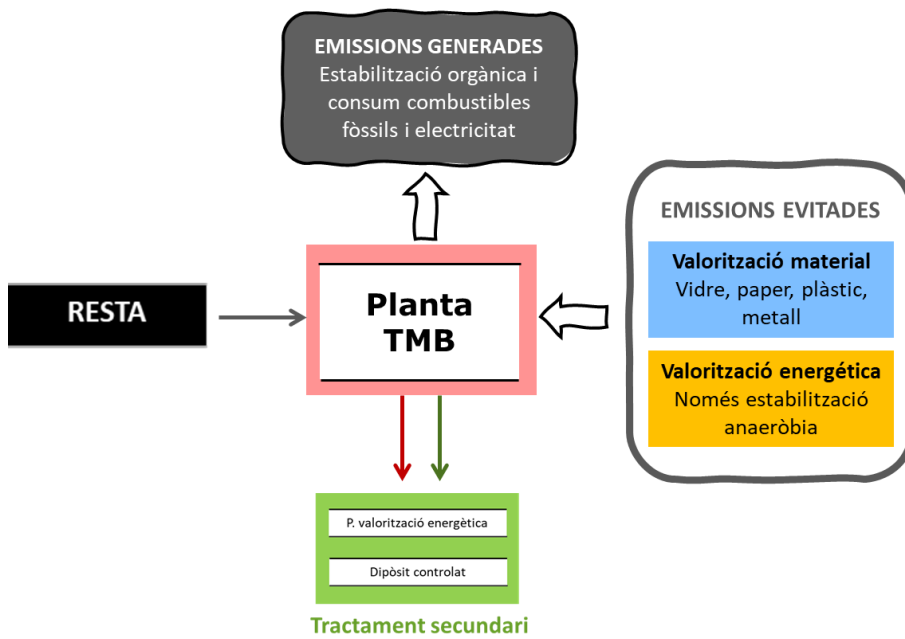 EMISSIONS GENERADES
Estabilització orgànica i
consum combustibles
fòssils i electricitat
EMISSIONS EVITADES
Valorització material
Vidre, paper, plàstic,
metall
Valorització energética
Només estabilització
anaeròbia
RESTA
Planta
TMB
P. valorització energètica
Dipòsit controlat
Tractament secundari